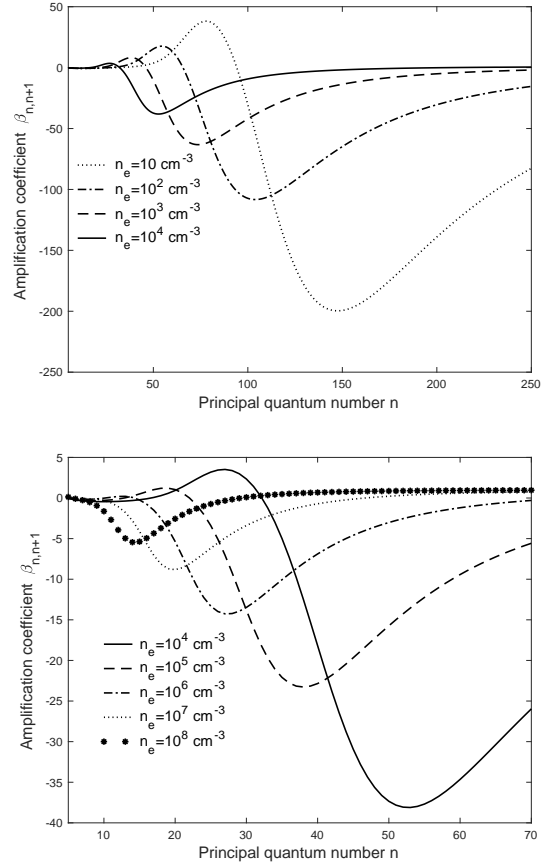 50
0
-50
-100
-150
-200
-250
Amplification coefficient β n,n+1
n_e=10 cm^-3
n_e=10^2 cm^-3
n_e=10^3 cm^-3
n_e=10^4 cm^-3
50 100 150 200 250
Principal quantum number n
5
0
-5
-10
-15
-20
-25
-30
-35
-40
Amplification coefficient β n,n+1
n_e=10^4 cm^-3
n_e=10^5 cm^-3
n_e=10^6 cm^-3
n_e=10^7 cm^-3
n_e=10^8 cm^-3
10 20 30 40 50 60 70
Principal quantum number n